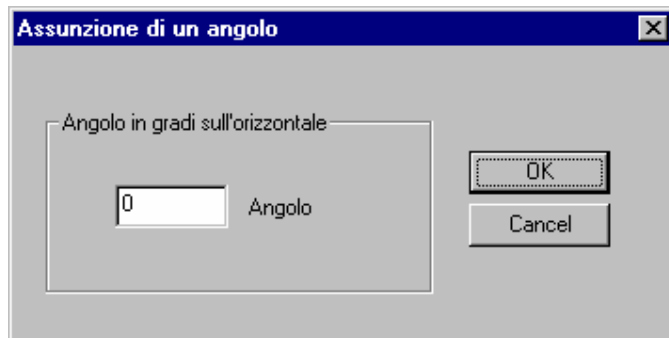 Assunzione di un angolo
Angolo in gradi sull'orizzontale
0 Angolo
OK
Cancel